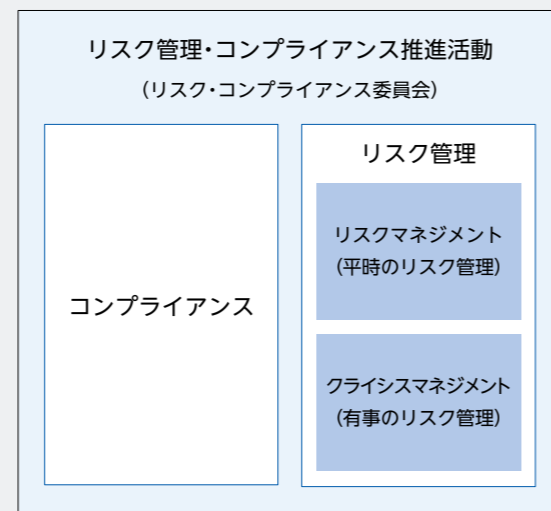 リスク管理・コンプライアンス推進活動
(リスク・コンプライアンス委員会)
コンプライアンス
リスク管理
リスクマネジメント
(平時のリスク管理)
クライシスマネジメント
(有事のリスク管理)